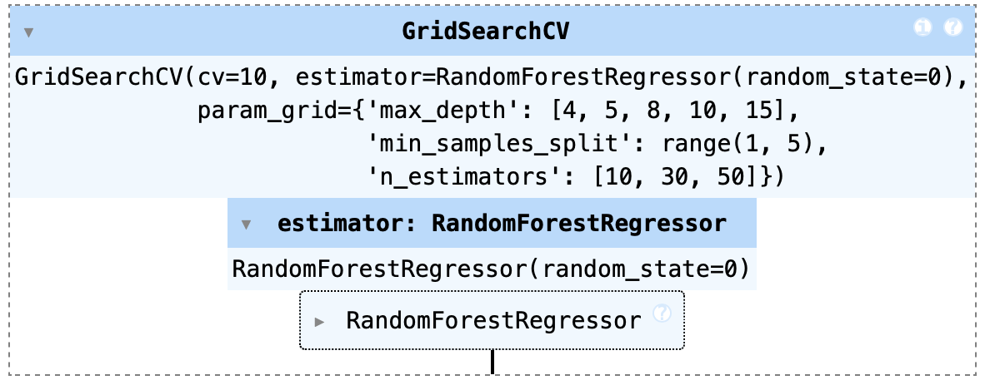 GridSearchCV
GridSearchCV(cv=10, estimator=RandomForestRegressor(random_state=0),
param_grid={'max_depth': [4, 5, 8, 10, 15],
'min_samples_split': range(1, 5),
'n_estimators': [10, 30, 50]})
estimator: RandomForestRegressor
RandomForestRegressor(random_state=0)
RandomForestRegressor